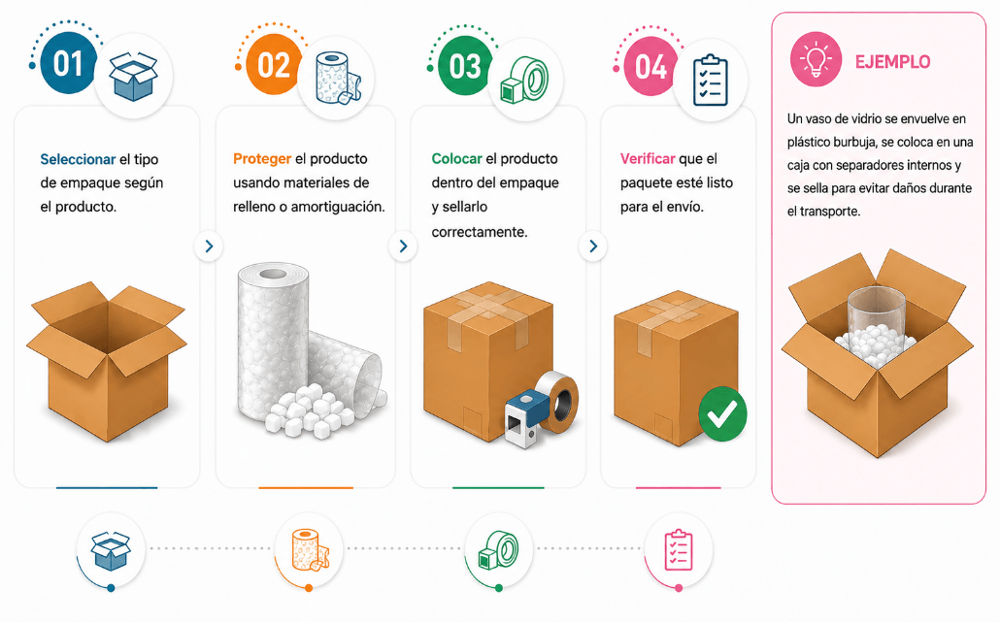 01
Seleccionar el tipo
de empaque según
el producto.
02
Proteger el producto
usando materiales de
relleno o amortiguación.
03
Colocar el producto
dentro del empaque
y sellarlo
correctamente.
04
Verificar que el
paquete esté listo
para el envío.
EJEMPLO
Un vaso de vidrio se envuelve en
plástico burbuja, se coloca en una
caja con separadores internos y
se sella para evitar daños durante
el transporte.